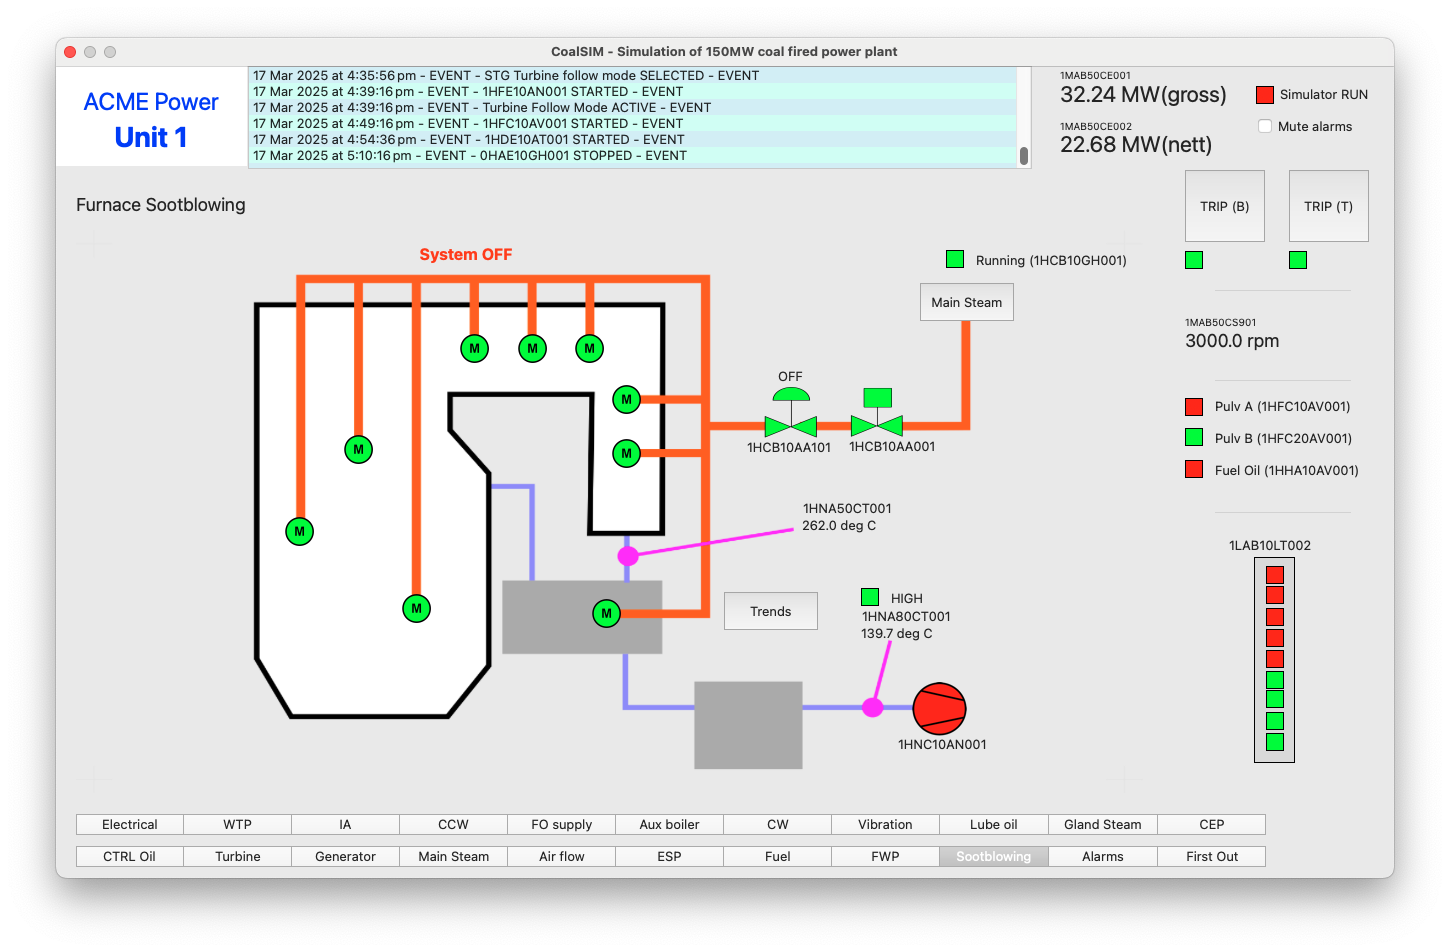 CoalSIM - Simulation of 150MW coal fired power plant
ACME Power
Unit 1
17 Mar 2025 at 4:35:56 pm - EVENT - STG Turbine follow mode SELECTED - EVENT
17 Mar 2025 at 4:39:16 pm - EVENT - 1HFE10AN001 STARTED - EVENT
17 Mar 2025 at 4:39:16 pm - EVENT - Turbine Follow Mode ACTIVE - EVENT
17 Mar 2025 at 4:49:16 pm - EVENT - 1HFC10AV001 STARTED - EVENT
17 Mar 2025 at 4:54:36 pm - EVENT - 1HDE10AT001 STARTED - EVENT
17 Mar 2025 at 5:10:16 pm - EVENT - 0HAE10GH001 STOPPED - EVENT
1MAB50CE001
32.24 MW(gross)
Simulator RUN
1MAB50CE002
22.68 MW(nett)
Mute alarms
TRIP (B)
TRIP (T)
Furnace Sootblowing
System OFF
Running (1HCB10GH001)
Main Steam
1MAB50CS901
3000.0 rpm
M
M
M
OFF
M
1HCB10AA101
1HCB10AA001
M
M
M
M
M
Pulv A (1HFC10AV001)
Pulv B (1HFC20AV001)
Fuel Oil (1HHA10AV001)
1HNA50CT001
262.0 deg C
1LAB10LT002
Trends
HIGH
1HNA80CT001
139.7 deg C
1HNC10AN001
Electrical
WTP
IA
CCW
FO supply
Aux boiler
CW
Vibration
Lube oil
Gland Steam
CEP
CTRL Oil
Turbine
Generator
Main Steam
Air flow
ESP
Fuel
FWP
Sootblowing
Alarms
First Out